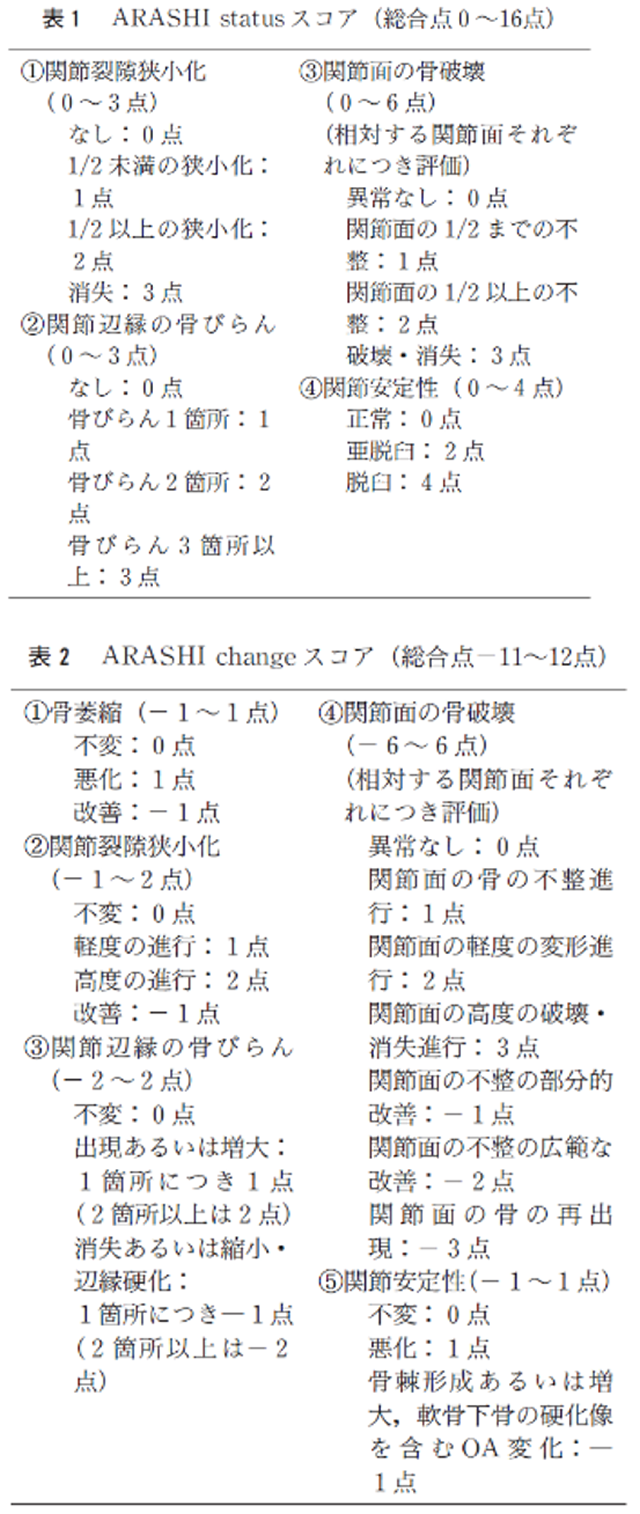 表1 ARASHI statusスコア（総合点0～16点）
①関節裂隙狭小化
（0～3点）
なし：0点
1/2未満の狭小化：
1点
1/2以上の狭小化：
2点
消失：3点
②関節辺縁の骨びらん
（0～3点）
なし：0点
骨びらん1箇所：1
点
骨びらん2箇所：2
点
骨びらん3箇所以
上：3点
③関節面の骨破壊
（0～6点）
(相対する関節面それぞ
れにつき評価)
異常なし：0点
関節面の1/2までの不
整：1点
関節面の1/2以上の不
整：2点
破壊・消失：3点
④関節安定性（0～4点）
正常：0点
亜脱臼：2点
脱臼：4点
表2 ARASHI changeスコア（総合点－11～12点）
①骨萎縮（－1～1点）
不変：0点
悪化：1点
改善：－1点
②関節裂隙狭小化
（－1～2点）
不変：0点
軽度の進行：1点
高度の進行：2点
改善：－1点
③関節辺縁の骨びらん
（－2～2点）
不変：0点
出現あるいは増大：
1箇所につき1点
（2箇所以上は2点）
消失あるいは縮小・
辺縁硬化：
1箇所につき－1点
（2箇所以上は－2
点）
④関節面の骨破壊
（－6～6点）
(相対する関節面それぞ
れにつき評価)
異常なし：0点
関節面の骨の不整進
行：1点
関節面の軽度の変形進
行：2点
関節面の高度の破壊・
消失進行：3点
関節面の不整の部分的
改善：－1点
関節面の不整の広範な
改善：－2点
関節面の骨の再出
現：－3点
⑤関節安定性（－1～1点）
不変：0点
悪化：1点
骨棘形成あるいは増
大，軟骨下骨の硬化像
を含むOA変化：－
1点